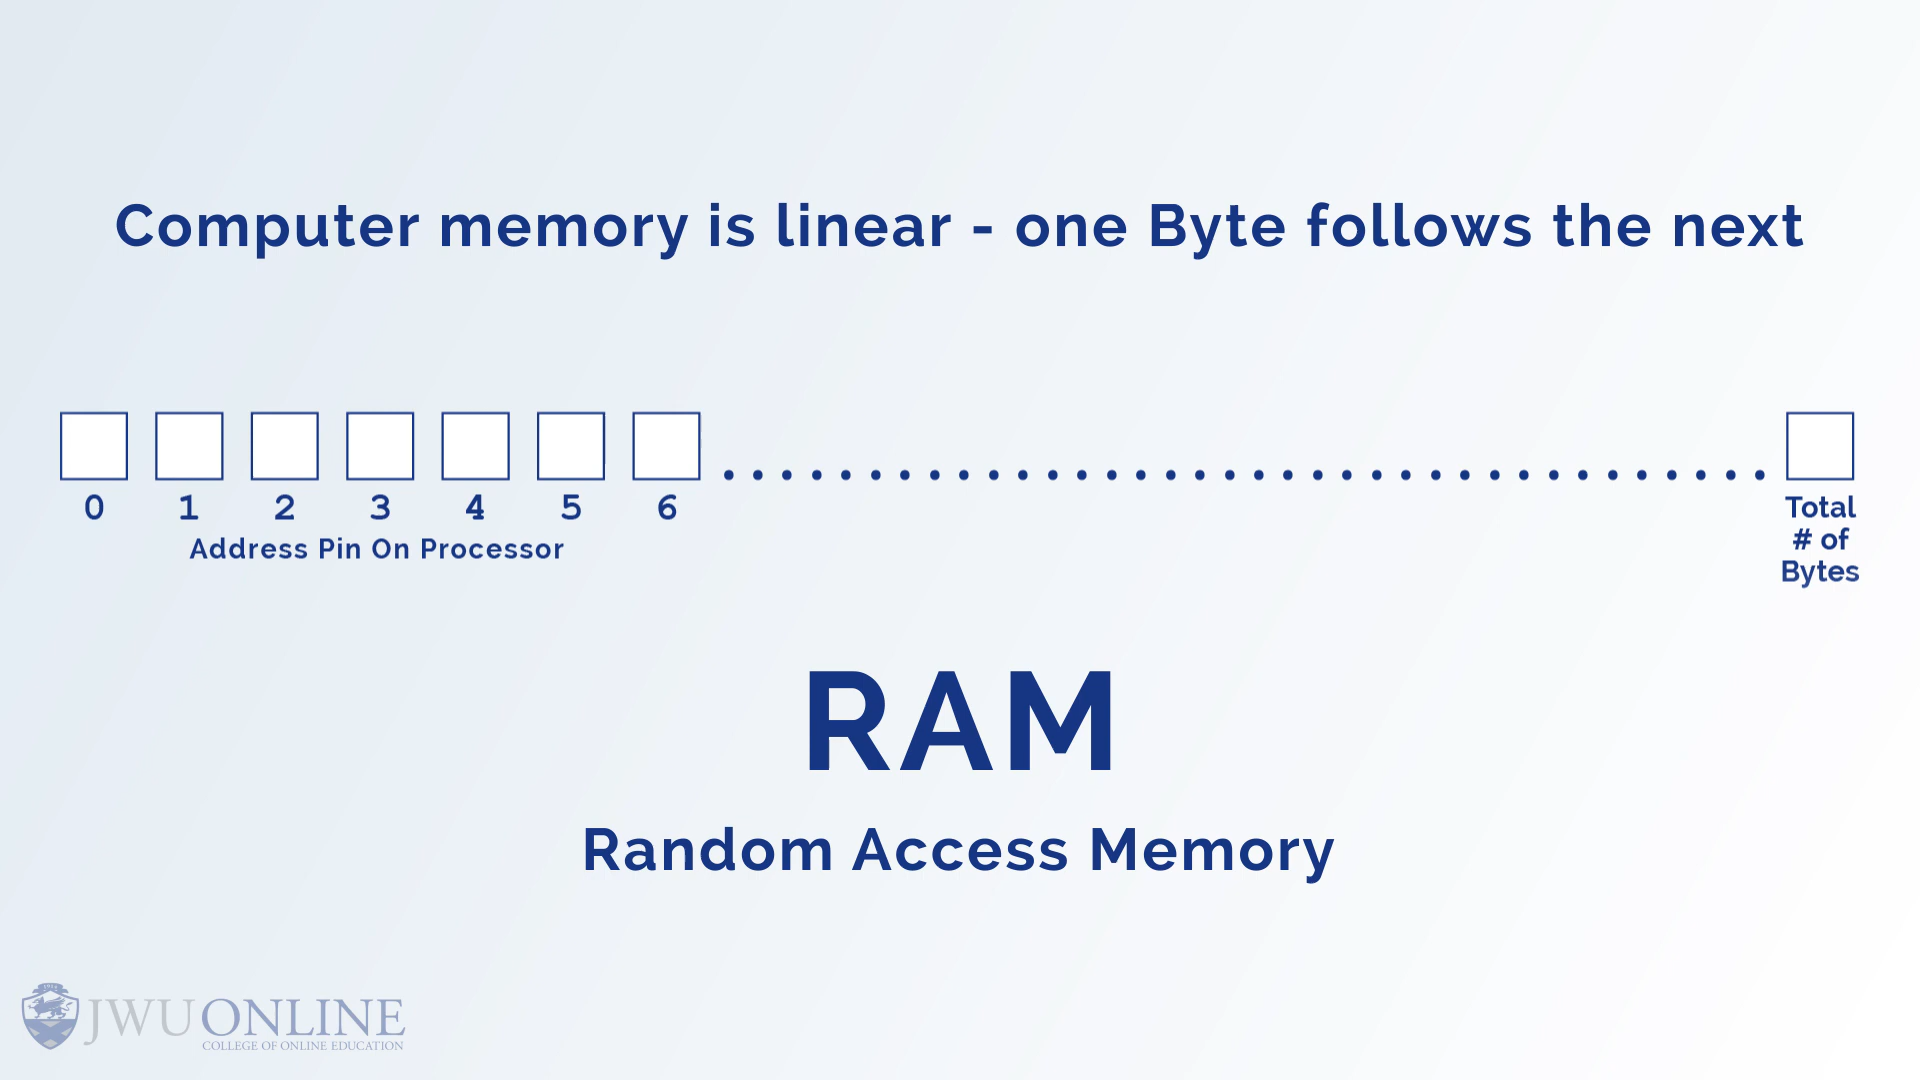 Computer memory is linear - one Byte follows the next
0 1 2 3 4 5 6
Address Pin On Processor
Total
# of
Bytes
RAM
Random Access Memory
JWU ONLINE
COLLEGE OF ONLINE EDUCATION